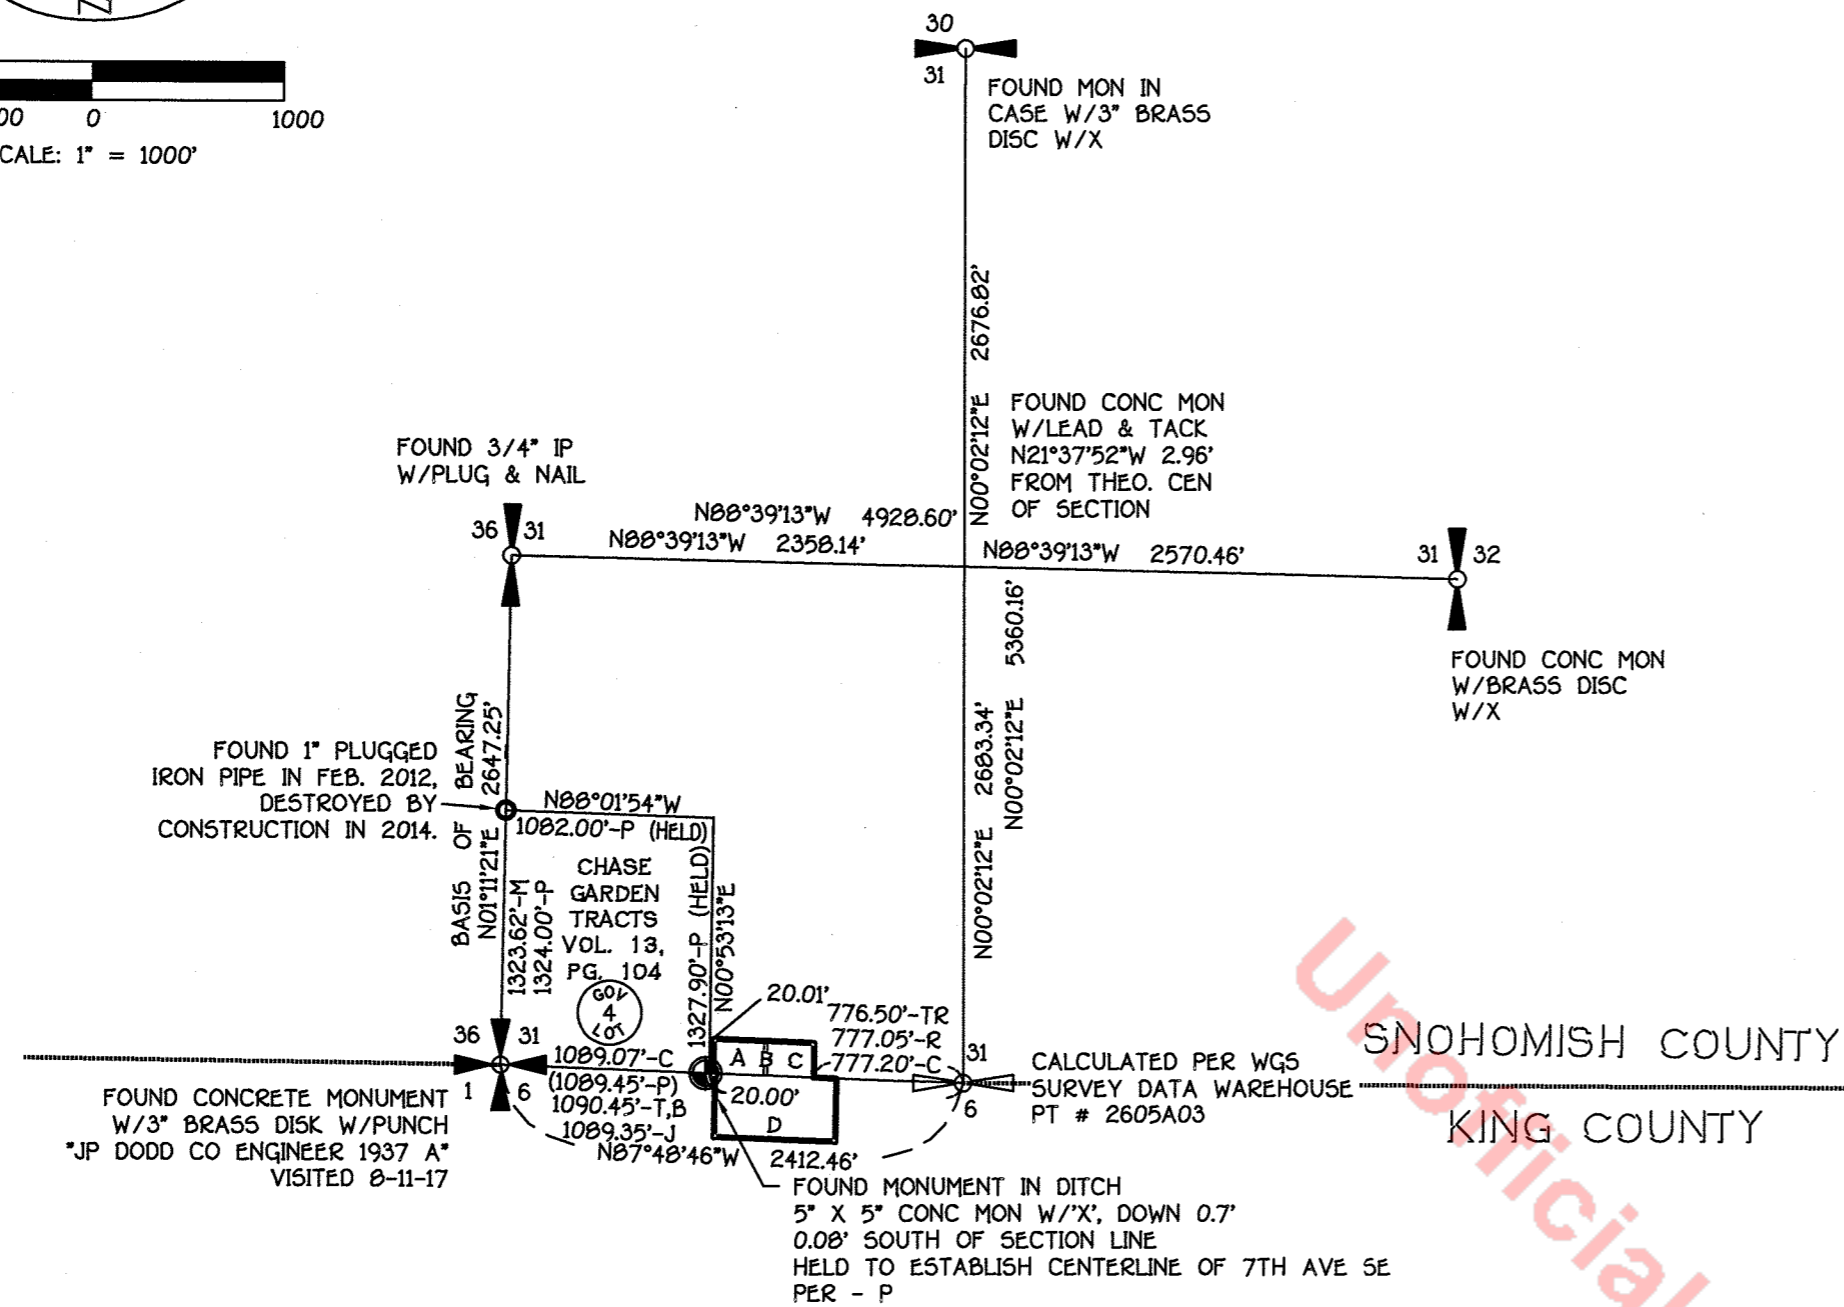 Z
00 0 1000
CALE: 1" = 1000'
30
31
FOUND MON IN
CASE W/3" BRASS
DISC W/X
2676.82'
N00°02'12"E
FOUND CONC MON
W/LEAD & TACK
N21°37'52"W 2.96'
FROM THEO. CEN
OF SECTION
FOUND 3/4" IP
W/PLUG & NAIL
36 31
N88°39'13"W 4928.60'
N88°39'13"W 2358.14'
N88°39'13"W 2570.46'
31 32
FOUND CONC MON
W/BRASS DISC
W/X
5360.16'
N00°02'12"E
2683.34'
N00°02'12"E
BASIS OF BEARING
N01°11'21"E 2647.25'
FOUND 1" PLUGGED
IRON PIPE IN FEB. 2012,
DESTROYED BY
CONSTRUCTION IN 2014.
N88°01'54"W
1082.00'-P (HELD)
1323.62'-M
1324.00'-P
CHASE
GARDEN
TRACTS
VOL. 13,
PG. 104
GOV
4
LOT
1327.90'-P (HELD)
N00°53'13"E
20.01'
776.50'-TR
777.05'-R
777.20'-C
A B C
20.00'
D
36 31
1 6
1089.07'-C
(1089.45'-P)
1090.45'-T,B
1089.35'-J
N87°48'46"W 2412.46'
31
6
CALCULATED PER WGS
SURVEY DATA WAREHOUSE
PT # 2605A03
SNOHOMISH COUNTY
KING COUNTY
FOUND CONCRETE MONUMENT
W/3" BRASS DISK W/PUNCH
"JP DODD CO ENGINEER 1937 A"
VISITED 8-11-17
FOUND MONUMENT IN DITCH
5" X 5" CONC MON W/'X', DOWN 0.7'
0.08' SOUTH OF SECTION LINE
HELD TO ESTABLISH CENTERLINE OF 7TH AVE SE
PER - P
Unofficial